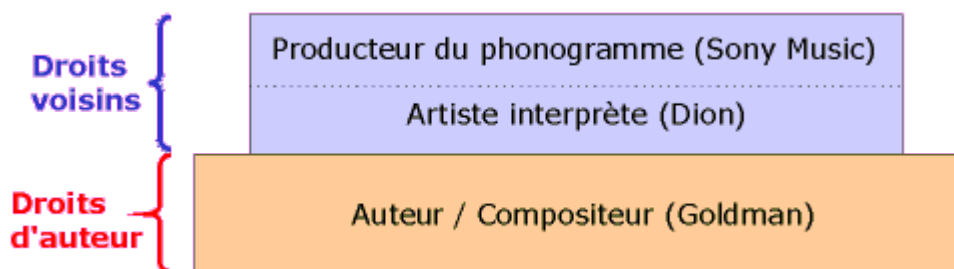 Droits
voisins
Producteur du phonogramme (Sony Music)
Artiste interprète (Dion)
Droits
d'auteur
Auteur / Compositeur (Goldman)